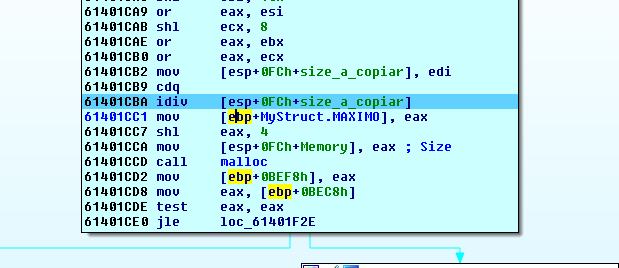 61401CA9 or      eax, esi
61401CAB shl     ecx, 8
61401CAE or      eax, ebx
61401CB0 or      eax, ecx
61401CB2 mov     [esp+0FCh+size_a_copiar], edi
61401CB9 cdq
61401CBA idiv    [esp+0FCh+size_a_copiar]
61401CC1 mov     [ebp+MyStruct.MAXIMO], eax
61401CC7 shl     eax, 4
61401CCA mov     [esp+0FCh+Memory], eax ; Size
61401CCD call    malloc
61401CD2 mov     [ebp+0BEF8h], eax
61401CD8 mov     eax, [ebp+0BEC8h]
61401CDE test    eax, eax
61401CE0 jle     loc_61401F2E